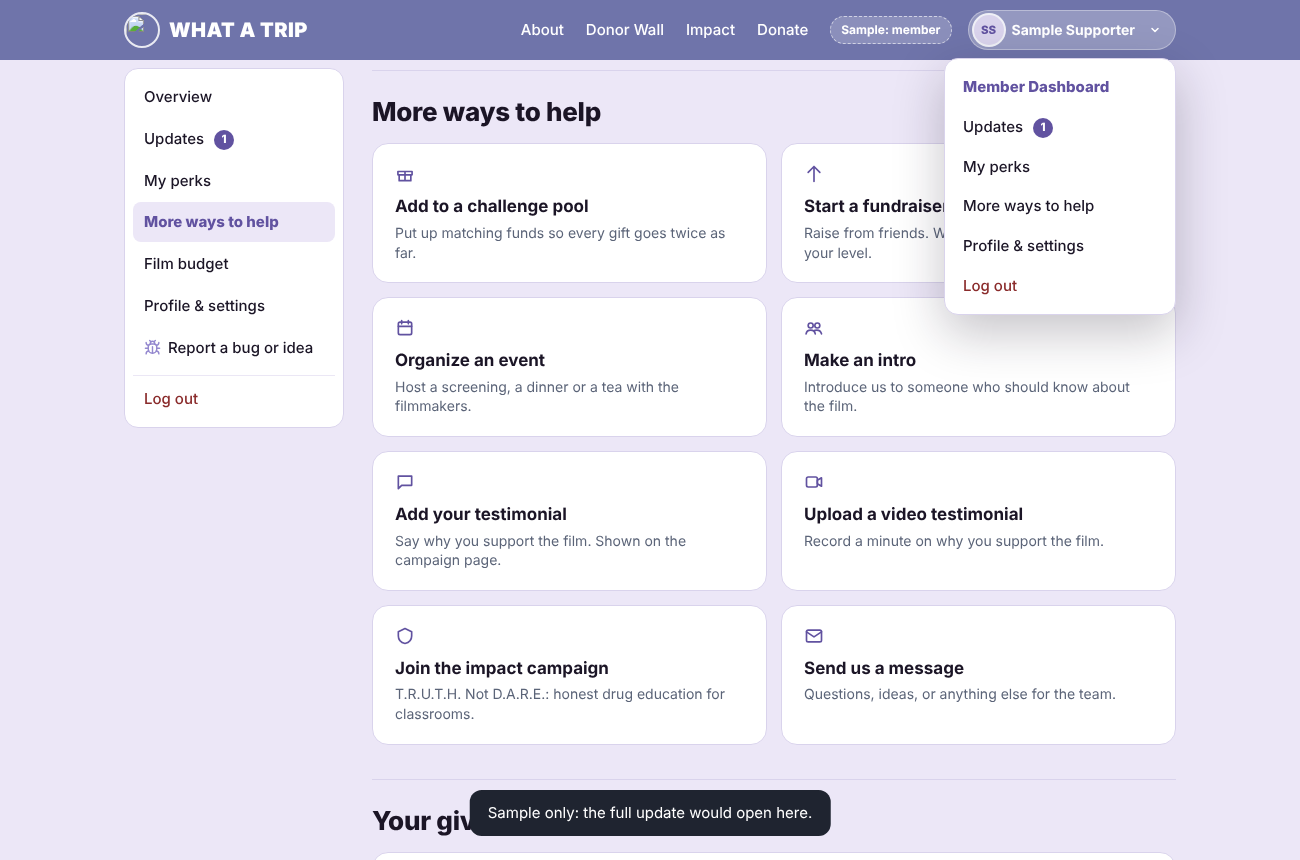 WHAT A TRIP
About
Donor Wall
Impact
Donate
Sample: member
SS
Sample Supporter
Member Dashboard
Updates 1
My perks
More ways to help
Profile & settings
Log out
Overview
Updates 1
My perks
More ways to help
Film budget
Profile & settings
Report a bug or idea
Log out
More ways to help
Add to a challenge pool
Put up matching funds so every gift goes twice as
far.
Start a fundraiser
Raise from friends.
your level.
Organize an event
Host a screening, a dinner or a tea with the
filmmakers.
Make an intro
Introduce us to someone who should know about
the film.
Add your testimonial
Say why you support the film. Shown on the
campaign page.
Upload a video testimonial
Record a minute on why you support the film.
Join the impact campaign
T.R.U.T.H. Not D.A.R.E.: honest drug education for
classrooms.
Send us a message
Questions, ideas, or anything else for the team.
Your
Sample only: the full update would open here.